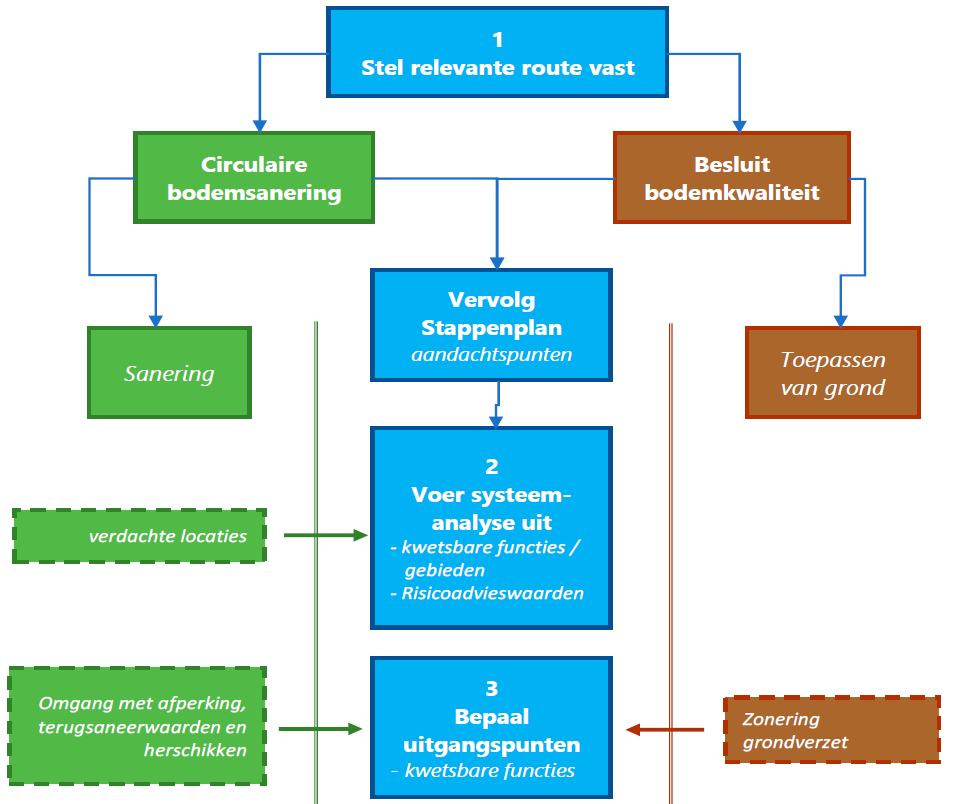 1
Stel relevante route vast
Circulaire
bodemsanering
Besluit
bodemkwaliteit
Vervolg
Stappenplan
aandachtspunten
Sanering
Toepassen
van grond
2
Voer systeem-
analyse uit
- kwetsbare functies /
gebieden
- Risicoadvieswaarden
verdachte locaties
3
Bepaal
uitgangspunten
- kwetsbare functies
Omgang met afperking,
terugsaneerwaarden en
herschikken
Zonering
grondverzet